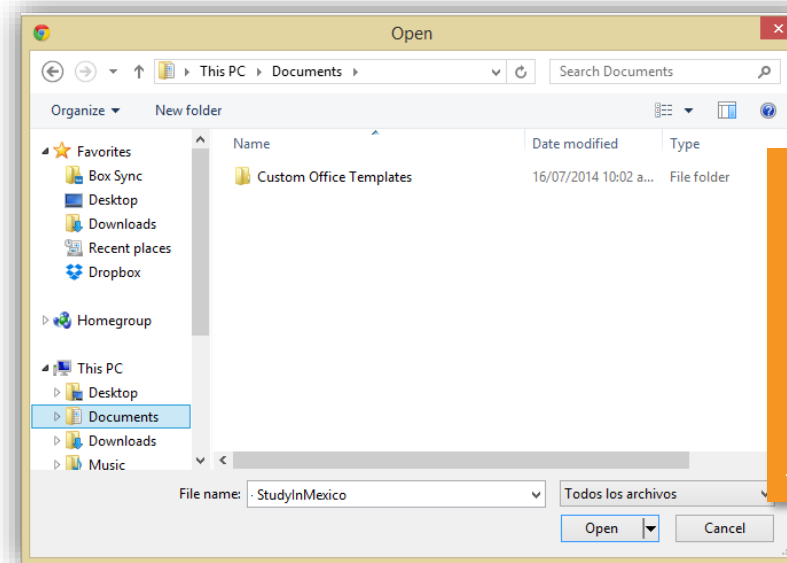 Open
This PC Documents
Search Documents
Organize New folder
Name Date modified Type
Favorites
Box Sync
Desktop
Downloads
Recent places
Dropbox
Custom Office Templates 16/07/2014 10:02 a... File folder
Homegroup
This PC
Desktop
Documents
Downloads
Music
File name: · StudyInMexico Todos los archivos
Open Cancel